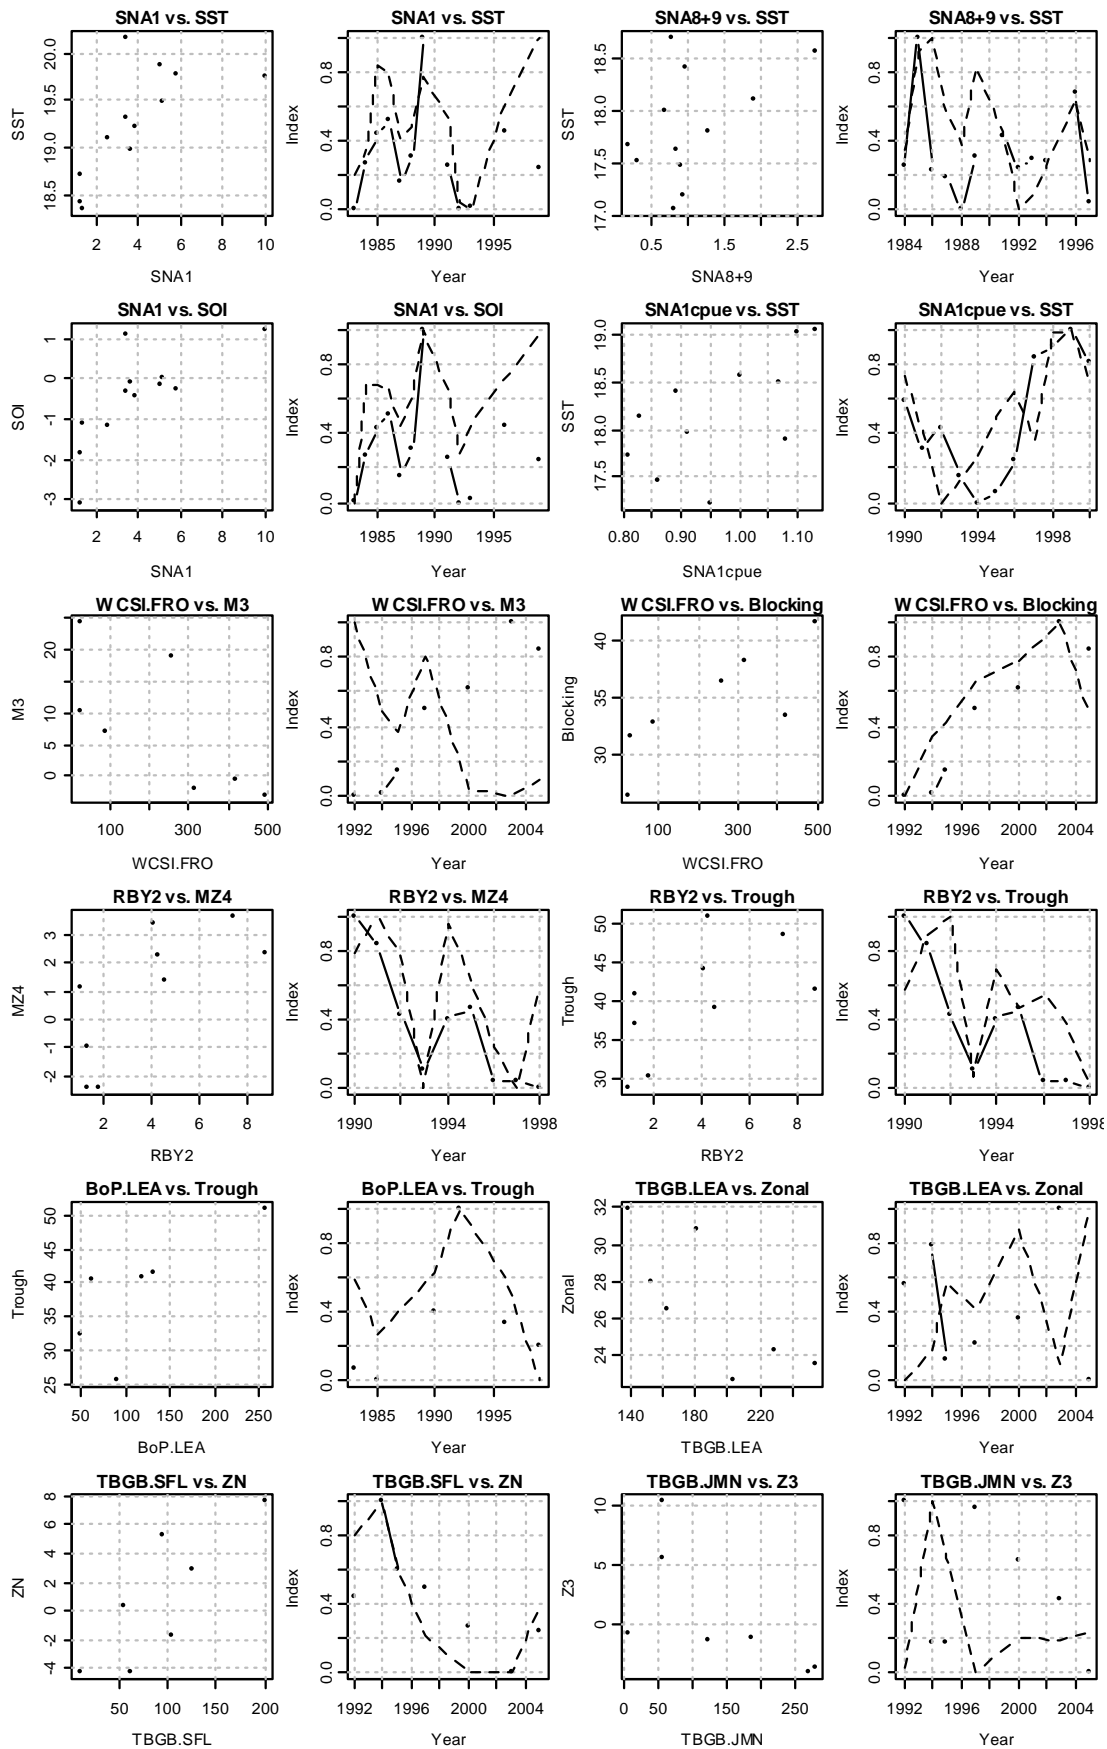 SNA1 vs. SST
SST
18.5 19.0 19.5 20.0
2 4 6 8 10
SNA1
SNA1 vs. SST
Index
0.0 0.4 0.8
1985 1990 1995
Year
SNA8+9 vs. SST
SST
17.0 17.5 18.0 18.5
0.5 1.5 2.5
SNA8+9
SNA8+9 vs. SST
Index
0.0 0.4 0.8
1984 1988 1992 1996
Year
SNA1 vs. SOI
SOI
-3 -2 -1 0 1
2 4 6 8 10
SNA1
SNA1 vs. SOI
Index
0.0 0.4 0.8
1985 1990 1995
Year
SNA1cpue vs. SST
SST
17.5 18.0 18.5 19.0
0.80 0.90 1.00 1.10
SNA1cpue
SNA1cpue vs. SST
Index
0.0 0.4 0.8
1990 1994 1998
Year
WCSI.FRO vs. M3
M3
0 5 10 20
100 300 500
WCSI.FRO
WCSI.FRO vs. M3
Index
0.0 0.4 0.8
1992 1996 2000 2004
Year
WCSI.FRO vs. Blocking
Blocking
30 35 40
100 300 500
WCSI.FRO
WCSI.FRO vs. Blocking
Index
0.0 0.4 0.8
1992 1996 2000 2004
Year
RBY2 vs. MZ4
MZ4
-2 -1 0 1 2 3
2 4 6 8
RBY2
RBY2 vs. MZ4
Index
0.0 0.4 0.8
1990 1994 1998
Year
RBY2 vs. Trough
Trough
30 35 40 45 50
2 4 6 8
RBY2
RBY2 vs. Trough
Index
0.0 0.4 0.8
1990 1994 1998
Year
BoP.LEA vs. Trough
Trough
25 30 35 40 45 50
50 100 150 200 250
BoP.LEA
BoP.LEA vs. Trough
Index
0.0 0.4 0.8
1985 1990 1995
Year
TBGB.LEA vs. Zonal
Zonal
24 26 28 30 32
140 180 220
TBGB.LEA
TBGB.LEA vs. Zonal
Index
0.0 0.4 0.8
1992 1996 2000 2004
Year
TBGB.SFL vs. ZN
ZN
-4 -2 0 2 4 6 8
50 100 150 200
TBGB.SFL
TBGB.SFL vs. ZN
Index
0.0 0.4 0.8
1992 1996 2000 2004
Year
TBGB.JMN vs. Z3
Z3
0 5 10
0 50 150 250
TBGB.JMN
TBGB.JMN vs. Z3
Index
0.0 0.4 0.8
1992 1996 2000 2004
Year